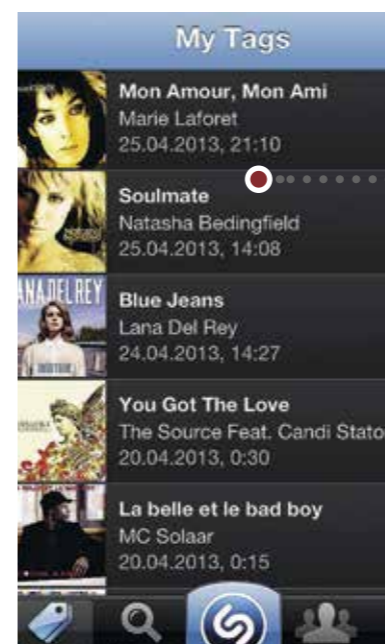 My Tags
Mon Amour, Mon Ami
Marie Laforet
25.04.2013, 21:10
Soulmate
Natasha Bedingfield
25.04.2013, 14:08
ANA DEL REY
Blue Jeans
Lana Del Rey
24.04.2013, 14:27
You Got The Love
The Source Feat. Candi Stato
20.04.2013, 0:30
La belle et le bad boy
MC Solaar
20.04.2013, 0:15